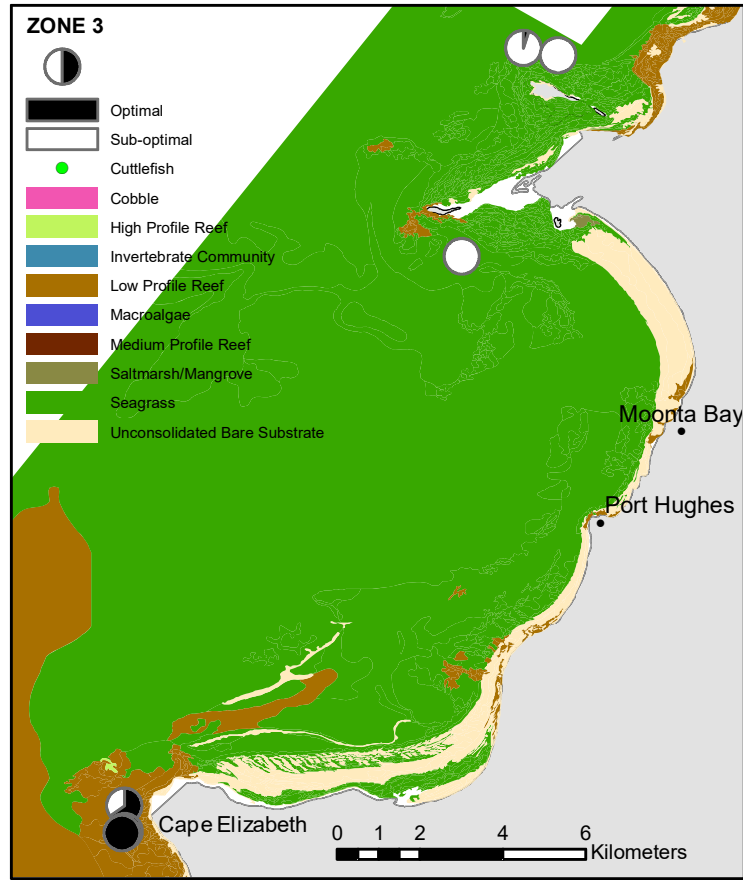 ZONE 3
Optimal
Sub-optimal
Cuttlefish
Cobble
High Profile Reef
Invertebrate Community
Low Profile Reef
Macroalgae
Medium Profile Reef
Saltmarsh/Mangrove
Seagrass
Unconsolidated Bare Substrate
Moonta Bay
Port Hughes
Cape Elizabeth
0 1 2 4 6
Kilometers